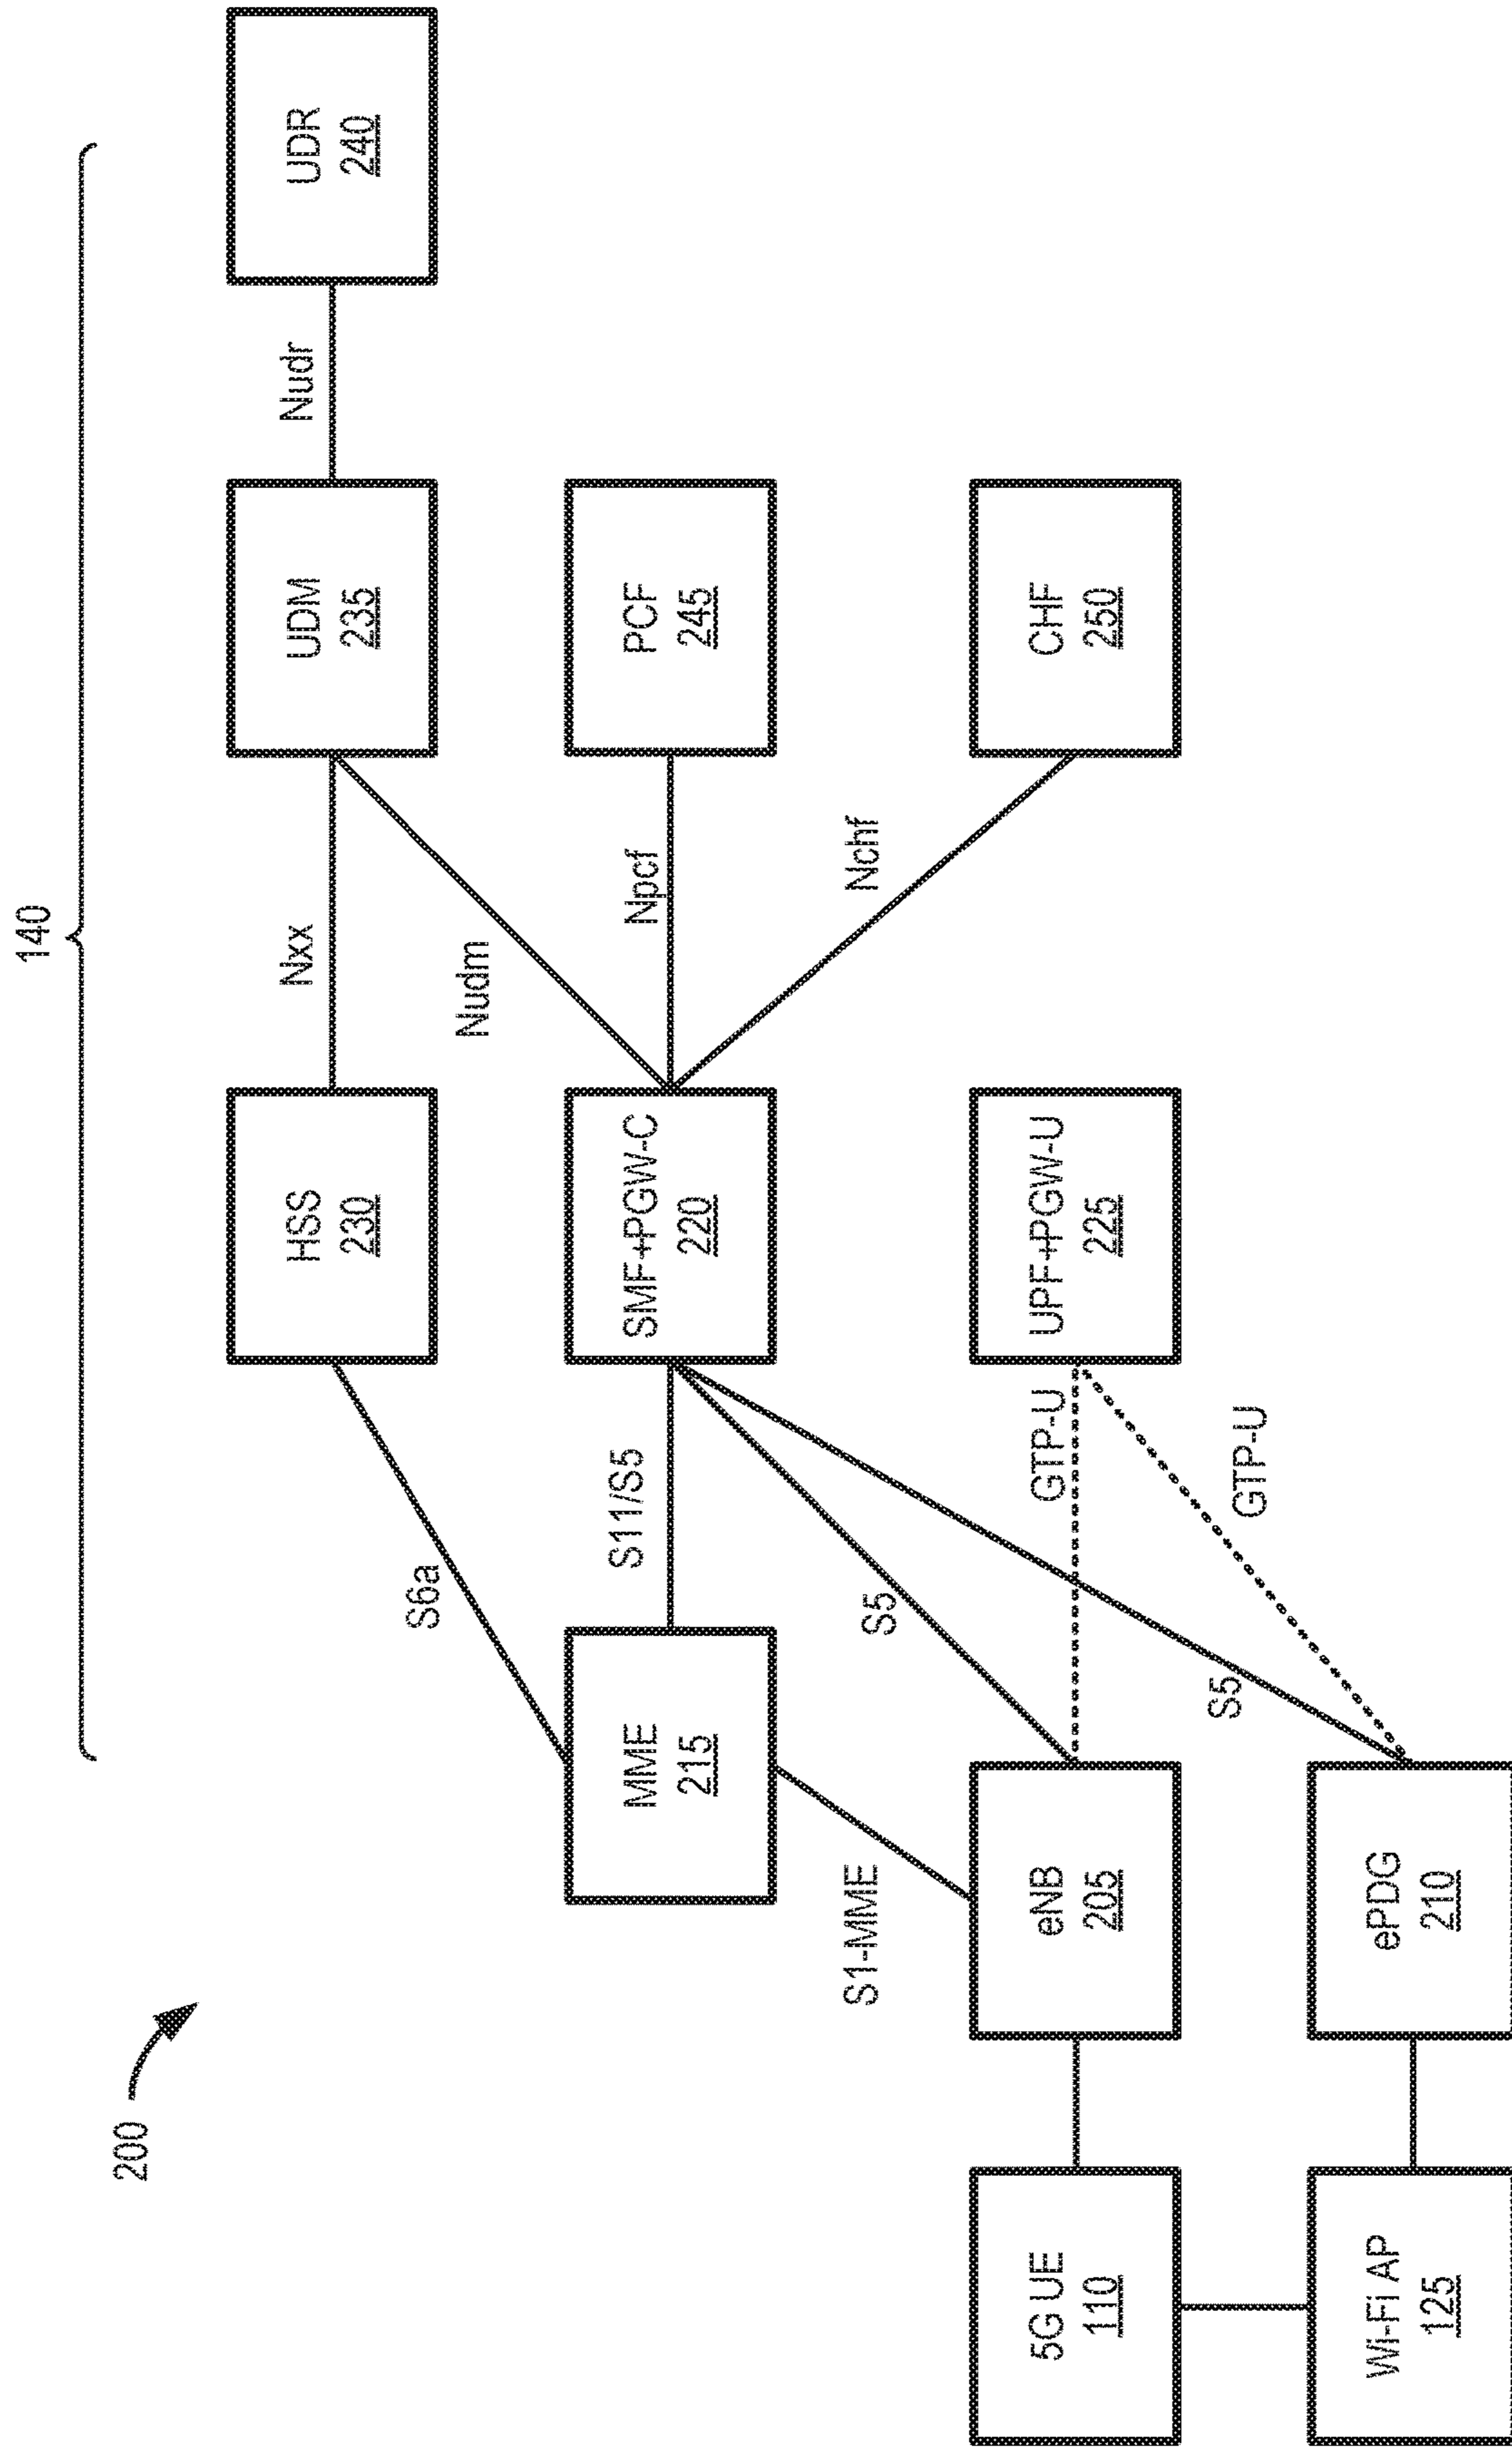 140
200
HSS
230
Nxx
UDM
235
Nudr
UDR
240
S6a
Nudm
MME
215
S11/S5
SMF+PGW-C
220
Npcf
PCF
245
S1-MME
S5
Nchf
5G UE
110
eNB
205
GTP-U
UPF+PGW-U
225
CHF
250
S5
GTP-U
Wi-Fi AP
125
ePDG
210